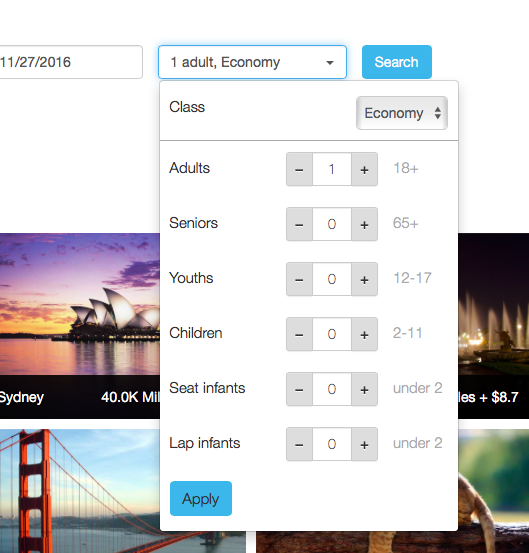 11/27/2016
1 adult, Economy
Search
Class
Economy
Adults
− 1 +
18+
Seniors
− 0 +
65+
Youths
− 0 +
12-17
Children
− 0 +
2-11
Seat infants
− 0 +
under 2
Lap infants
− 0 +
under 2
Apply
Sydney
40.0K Mil
les + $8.7